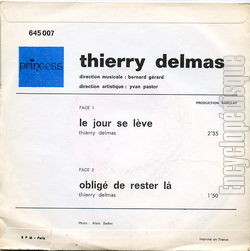 645 007
princess
thierry delmas
direction musicale : bernard gérard
direction artistique : yvan pastor
PRODUCTION BARCLAY
FACE 1
le jour se lève
thierry delmas 2'35
FACE 2
obligé de rester là
thierry delmas 1'50
Photo : Alain
Imprimé en France